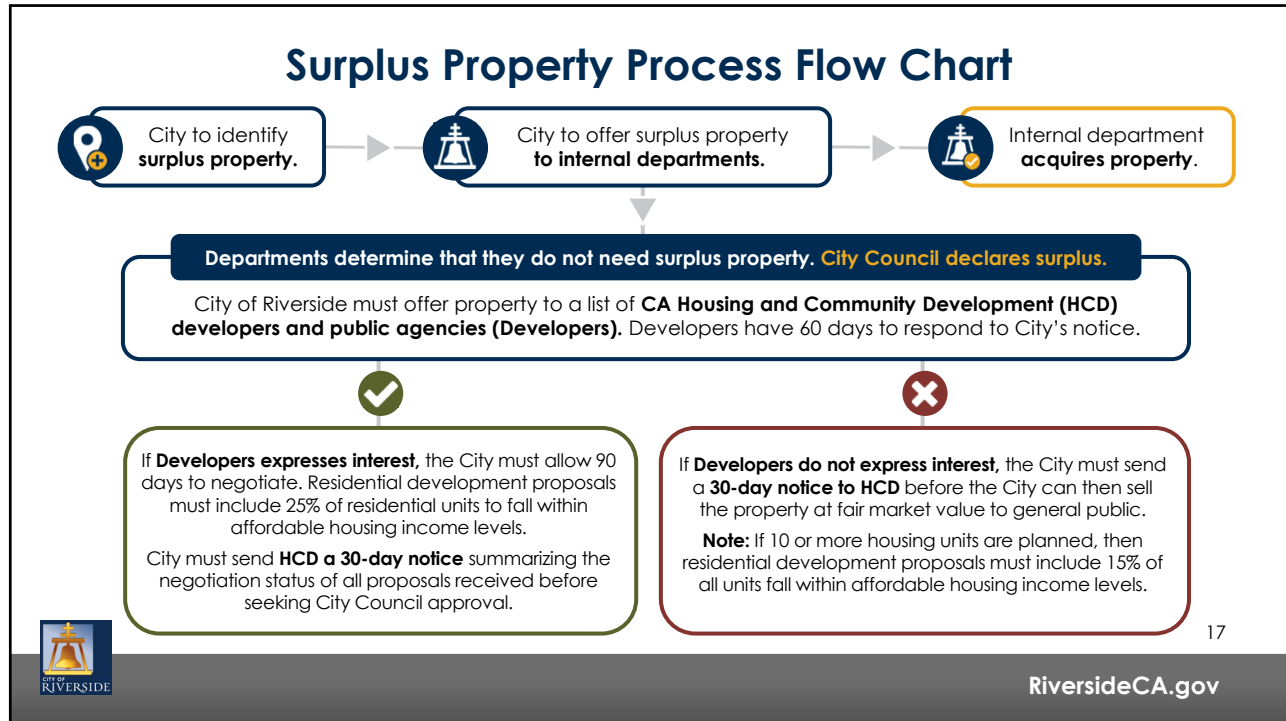 Surplus Property Process Flow Chart
City to identify
surplus property.
City to offer surplus property
to internal departments.
Internal department
acquires property.
Departments determine that they do not need surplus property. City Council declares surplus.
City of Riverside must offer property to a list of CA Housing and Community Development (HCD)
developers and public agencies (Developers). Developers have 60 days to respond to City's notice.
If Developers expresses interest, the City must allow 90
days to negotiate. Residential development proposals
must include 25% of residential units to fall within
affordable housing income levels.
City must send HCD a 30-day notice summarizing the
negotiation status of all proposals received before
seeking City Council approval.
If Developers do not express interest, the City must send
a 30-day notice to HCD before the City can then sell
the property at fair market value to general public.
Note: If 10 or more housing units are planned, then
residential development proposals must include 15% of
all units fall within affordable housing income levels.
17
CITY OF
RIVERSIDE
RiversideCA.gov